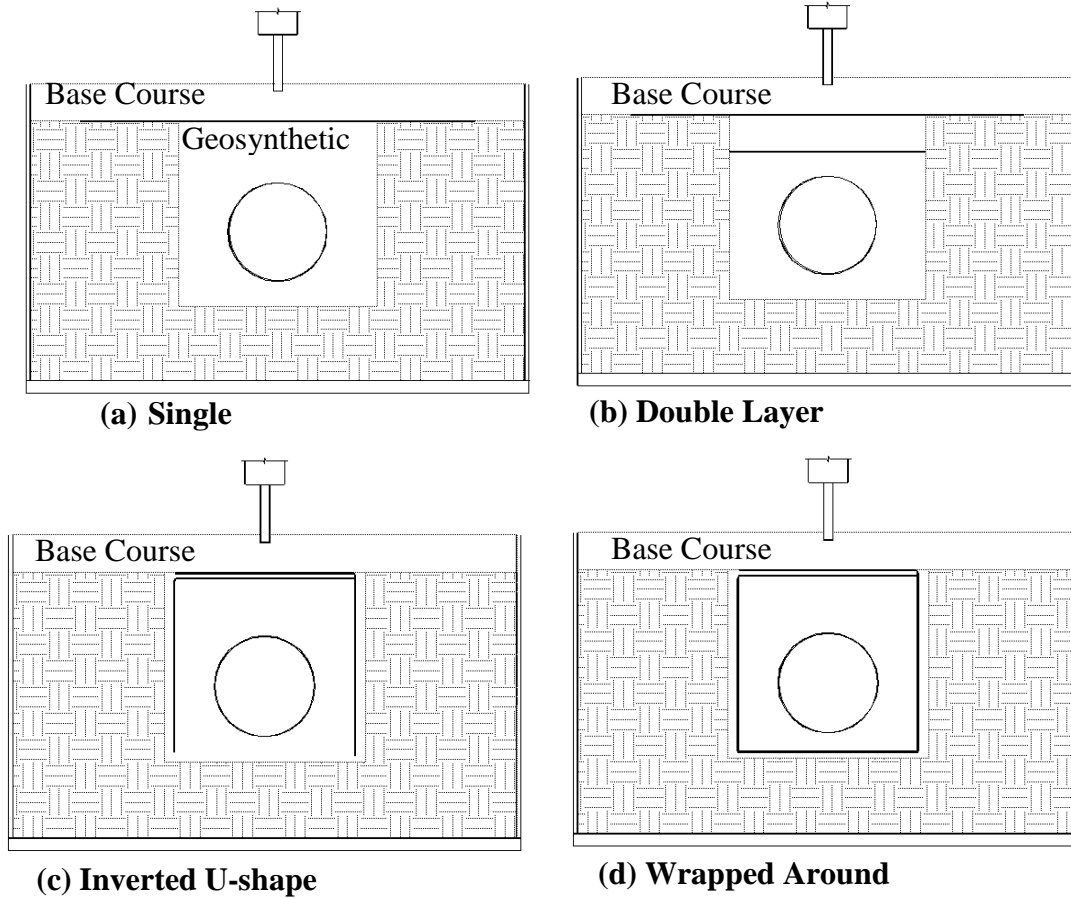 Base Course
Geosynthetic
(a) Single
Base Course
(b) Double Layer
Base Course
(c) Inverted U-shape
Base Course
(d) Wrapped Around